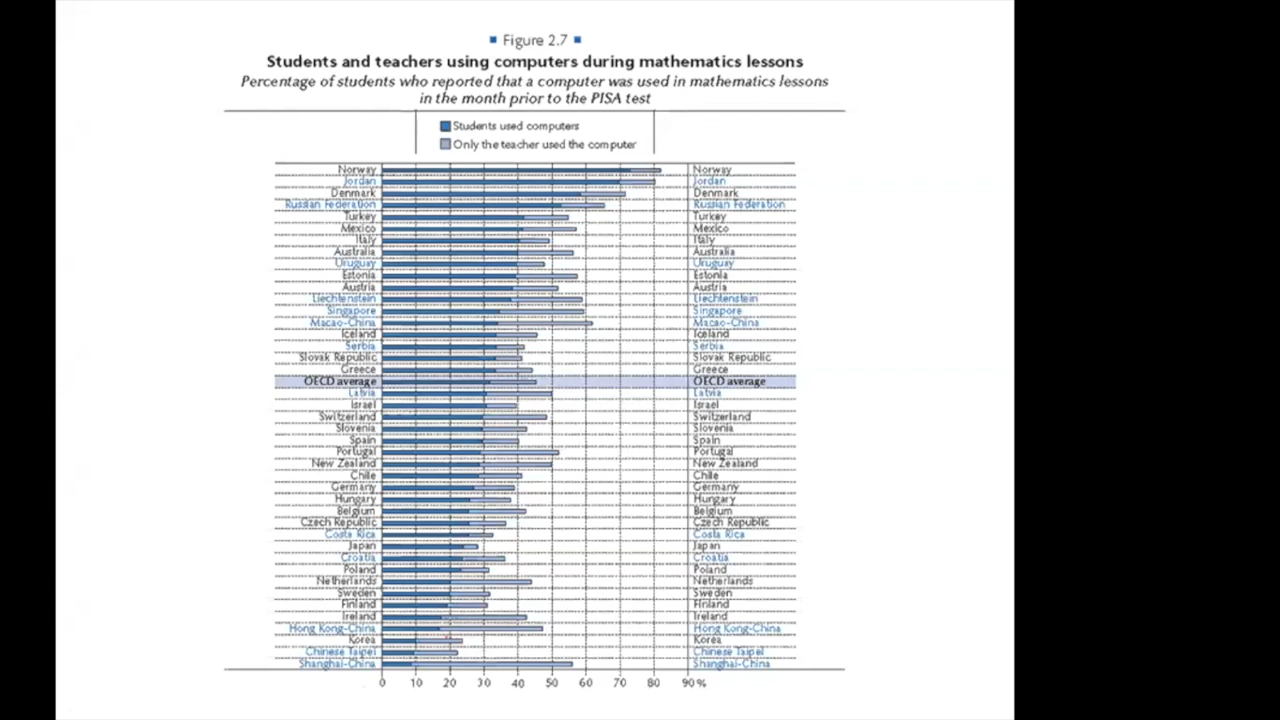 Figure 2.7
Students and teachers using computers during mathematics lessons
Percentage of students who reported that a computer was used in mathematics lessons
in the month prior to the PISA test
Students used computers
Only the teacher used the computer
Norway Norway
Jordan Jordan
Denmark Denmark
Russian Federation Russian Federation
Turkey Turkey
Mexico Mexico
Italy Italy
Australia Australia
Uruguay Uruguay
Estonia Estonia
Austria Austria
Liechtenstein Liechtenstein
Singapore Singapore
Macao-China Macao-China
Iceland Iceland
Serbia Serbia
Slovak Republic Slovak Republic
Greece Greece
OECD average OECD average
Latvia Latvia
Israel Israel
Switzerland Switzerland
Slovenia Slovenia
Spain Spain
Portugal Portugal
New Zealand New Zealand
Chile Chile
Germany Germany
Hungary Hungary
Belgium Belgium
Czech Republic Czech Republic
Costa Rica Costa Rica
Japan Japan
Croatia Croatia
Poland Poland
Netherlands Netherlands
Sweden Sweden
Finland Finland
Ireland Ireland
Hong Kong-China Hong Kong-China
Korea Korea
Chinese Taipei Chinese Taipei
Shanghai-China Shanghai-China
0 10 20 30 40 50 60 70 80 90 %